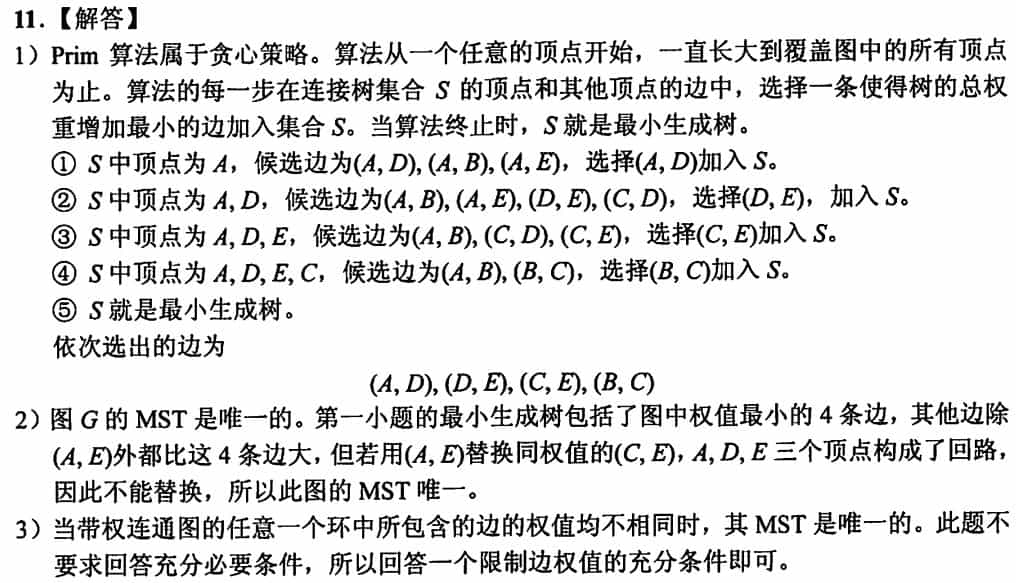 11.【解答】
1）Prim 算法属于贪心策略。算法从一个任意的顶点开始，一直长大到覆盖图中的所有顶点
为止。算法的每一步在连接树集合 S 的顶点和其他顶点的边中，选择一条使得树的总权
重增加最小的边加入集合 S。当算法终止时，S 就是最小生成树。
① S 中顶点为 A，候选边为(A, D), (A, B), (A, E)，选择(A, D)加入 S。
② S 中顶点为 A, D，候选边为(A, B), (A, E), (D, E), (C, D)，选择(D, E)，加入 S。
③ S 中顶点为 A, D, E，候选边为(A, B), (C, D), (C, E)，选择(C, E)加入 S。
④ S 中顶点为 A, D, E, C，候选边为(A, B), (B, C)，选择(B, C)加入 S。
⑤ S 就是最小生成树。
依次选出的边为
(A, D), (D, E), (C, E), (B, C)
2）图 G 的 MST 是唯一的。第一小题的最小生成树包括了图中权值最小的 4 条边，其他边除
(A, E)外都比这 4 条边大，但若用(A, E)替换同权值的(C, E)，A, D, E 三个顶点构成了回路，
因此不能替换，所以此图的 MST 唯一。
3）当带权连通图的任意一个环中所包含的边的权值均不相同时，其 MST 是唯一的。此题不
要求回答充分必要条件，所以回答一个限制边权值的充分条件即可。